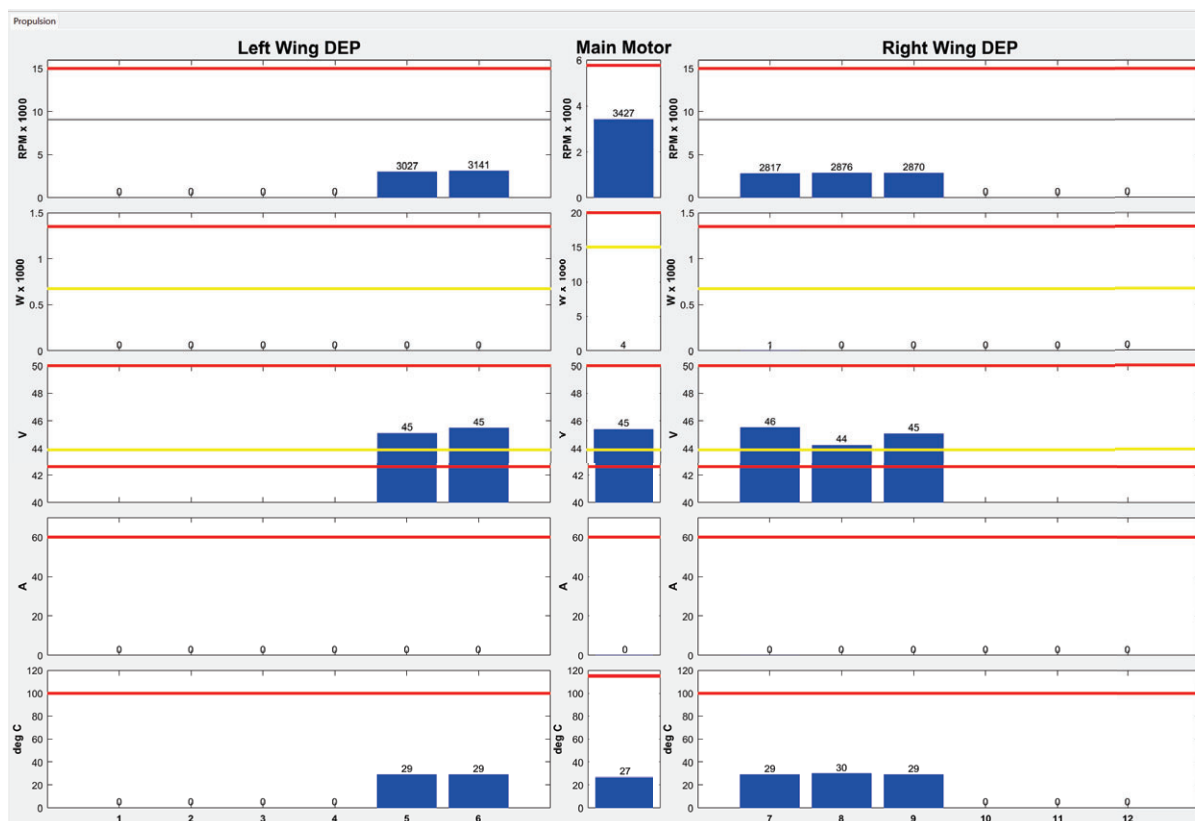 Propulsion
Left Wing DEP Main Motor Right Wing DEP
RPM x 1000
15
10
5
0
0 0 0 0 3027 3141
RPM x 1000
6
4
2
0
3427
RPM x 1000
15
10
5
0
2817 2876 2870 0 0 0
W x 1000
1.5
1
0.5
0
0 0 0 0 0 0
W x 1000
20
15
10
5
0
4
W x 1000
1.5
1
0.5
0
1 0 0 0 0 0
V
50
48
46
44
42
40
45 45
V
50
48
46
44
42
40
45
V
50
48
46
44
42
40
46 44 45
A
60
40
20
0
0 0 0 0 0 0
A
60
40
20
0
0
A
60
40
20
0
0 0 0 0 0 0
deg C
120
100
80
60
40
20
0
0 0 0 0 29 29
1 2 3 4 5 6
deg C
120
100
80
60
40
20
0
27
deg C
120
100
80
60
40
20
0
29 30 29 0 0 0
7 8 9 10 11 12